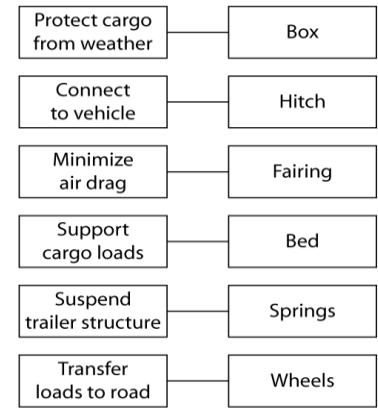 Protect cargo
from weather
Box
Connect
to vehicle
Hitch
Minimize
air drag
Fairing
Support
cargo loads
Bed
Suspend
trailer structure
Springs
Transfer
loads to road
Wheels